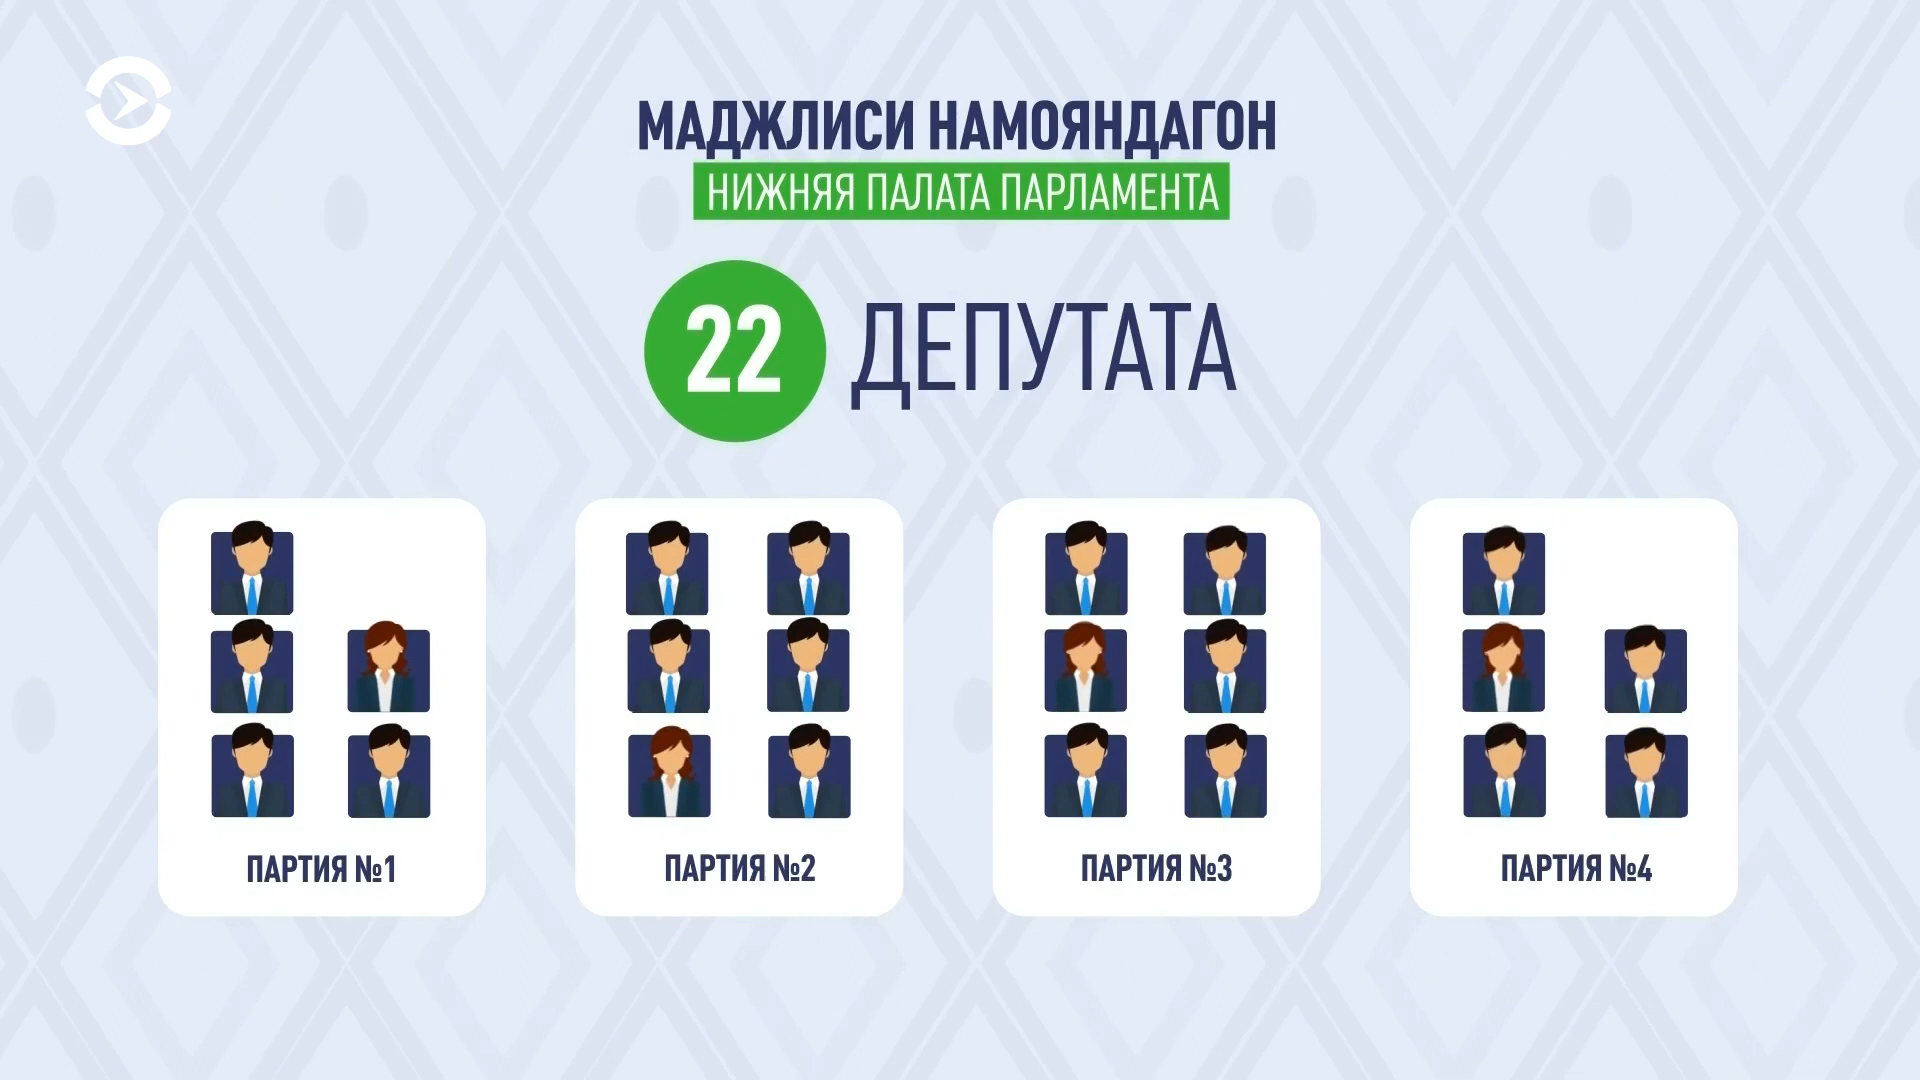 МАДЖЛИСИ НАМОЯНДАГОН
НИЖНЯЯ ПАЛАТА ПАРЛАМЕНТА
22 ДЕПУТАТА
ПАРТИЯ №1
ПАРТИЯ №2
ПАРТИЯ №3
ПАРТИЯ №4